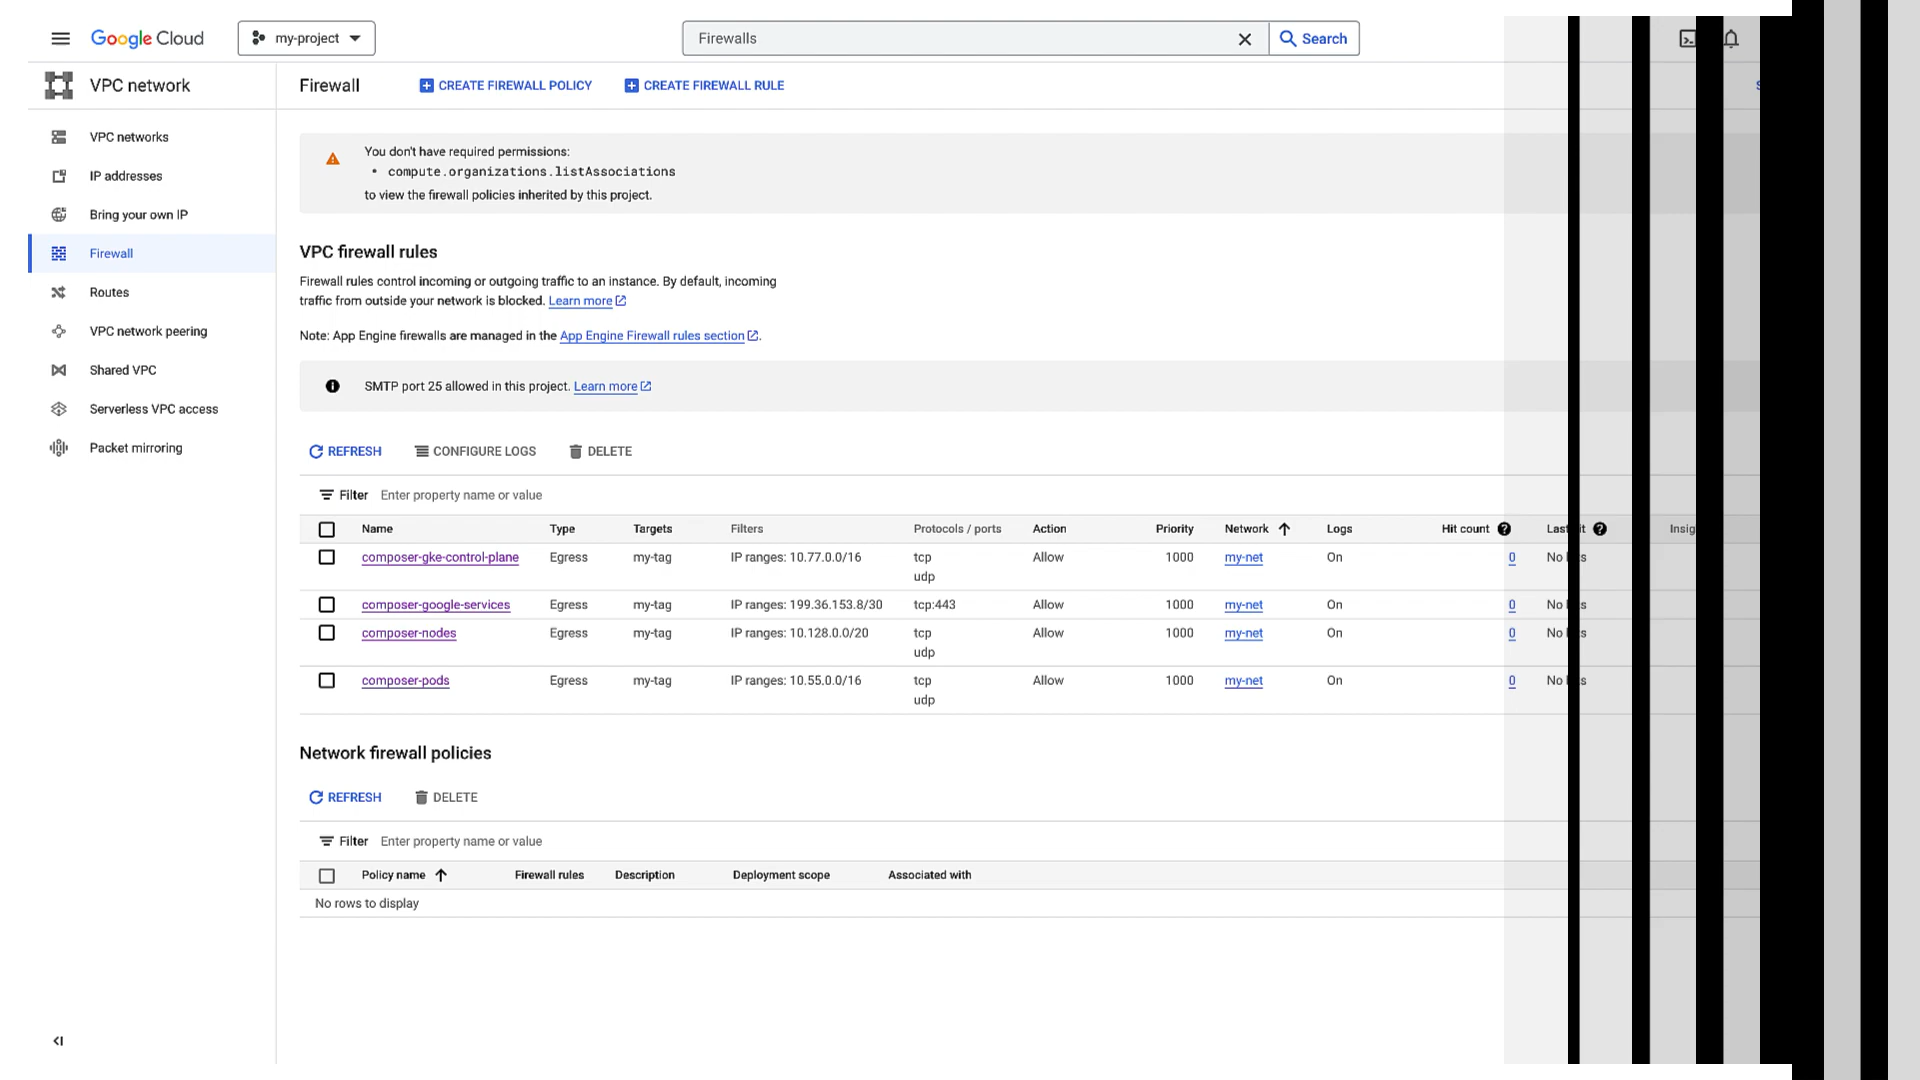 Google Cloud
my-project
Firewalls
Search
VPC network
Firewall
CREATE FIREWALL POLICY
CREATE FIREWALL RULE
VPC networks
IP addresses
Bring your own IP
Firewall
Routes
VPC network peering
Shared VPC
Serverless VPC access
Packet mirroring
You don't have required permissions:
• compute.organizations.listAssociations
to view the firewall policies inherited by this project.
VPC firewall rules
Firewall rules control incoming or outgoing traffic to an instance. By default, incoming
traffic from outside your network is blocked. Learn more
Note: App Engine firewalls are managed in the App Engine Firewall rules section.
SMTP port 25 allowed in this project. Learn more
REFRESH CONFIGURE LOGS DELETE
Filter Enter property name or value
Name Type Targets Filters Protocols / ports Action Priority Network Logs Hit count
composer-gke-control-plane Egress my-tag IP ranges: 10.77.0.0/16 tcp Allow 1000 my-net On 0 No
udp
composer-google-services Egress my-tag IP ranges: 199.36.153.8/30 tcp:443 Allow 1000 my-net On 0 No
composer-nodes Egress my-tag IP ranges: 10.128.0.0/20 tcp Allow 1000 my-net On 0 No
udp
composer-pods Egress my-tag IP ranges: 10.55.0.0/16 tcp Allow 1000 my-net On 0 No
udp
Network firewall policies
REFRESH DELETE
Filter Enter property name or value
Policy name Firewall rules Description Deployment scope Associated with
No rows to display